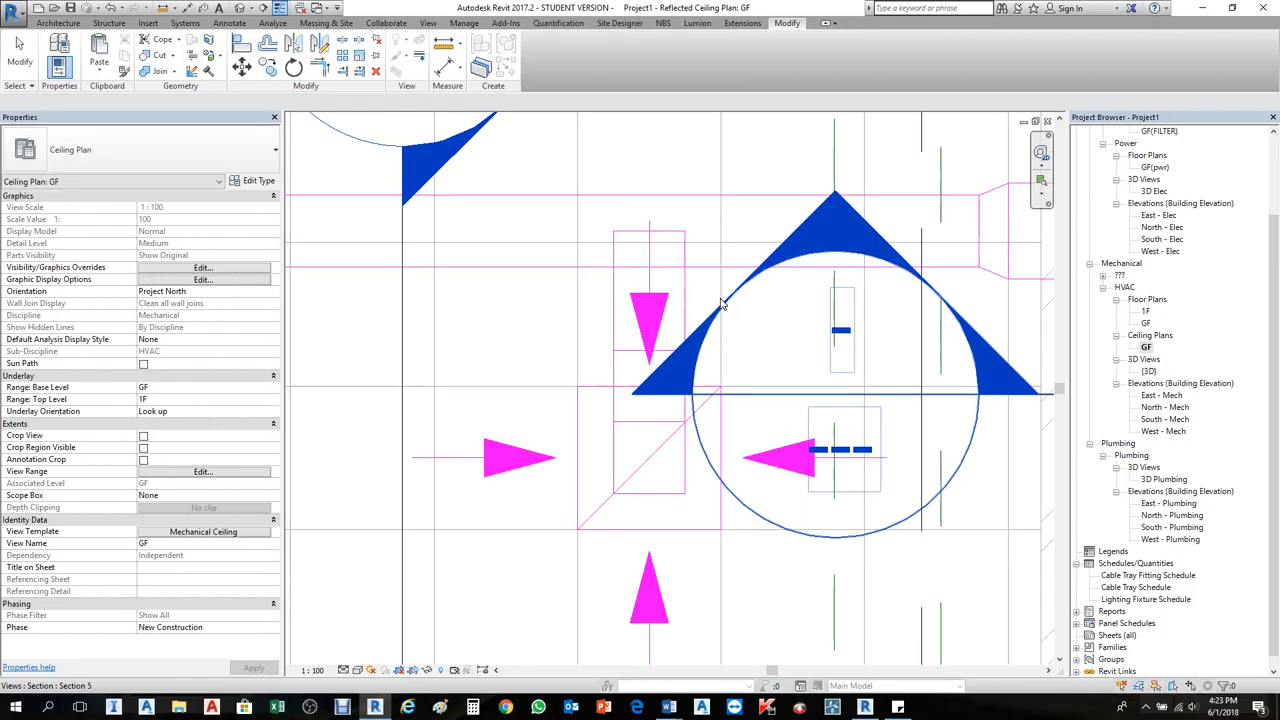 Autodesk Revit 2017.2 - STUDENT VERSION - Project1 - Reflected Ceiling Plan: GF
Type a keyword or phrase
Sign In
Architecture Structure Systems Insert Annotate Analyze Massing & Site Collaborate View Manage Add-Ins Quantification Site Designer NBS Lumion Extensions Modify
Modify
Paste
Cope
Cut
Join
Select
Properties
Clipboard
Geometry
Modify
View
Measure
Create
Properties
Ceiling Plan
Ceiling Plan: GF
Edit Type
Graphics
View Scale 1 : 100
Scale Value 1: 100
Display Model Normal
Detail Level Medium
Parts Visibility Show Original
Visibility/Graphics Overrides Edit...
Graphic Display Options Edit...
Orientation Project North
Wall Join Display Clean all wall joins
Discipline Mechanical
Show Hidden Lines By Discipline
Default Analysis Display Style None
Sub-Discipline HVAC
Sun Path
Underlay
Range: Base Level GF
Range: Top Level 1F
Underlay Orientation Look up
Extents
Crop View
Crop Region Visible
Annotation Crop
View Range Edit...
Associated Level GF
Scope Box None
Depth Clipping No clip
Identity Data
View Template Mechanical Ceiling
View Name GF
Dependency Independent
Title on Sheet
Referencing Sheet
Referencing Detail
Phasing
Phase Filter Show All
Phase New Construction
Properties help
Apply
Project Browser - Project1
GF(FILTER)
Power
Floor Plans
GF(pwr)
3D Views
3D Elec
Elevations (Building Elevation)
East - Elec
North - Elec
South - Elec
West - Elec
Mechanical
???
HVAC
Floor Plans
1F
GF
Ceiling Plans
GF
3D Views
{3D}
Elevations (Building Elevation)
East - Mech
North - Mech
South - Mech
West - Mech
Plumbing
Plumbing
3D Views
3D Plumbing
Elevations (Building Elevation)
East - Plumbing
North - Plumbing
South - Plumbing
West - Plumbing
Legends
Schedules/Quantities
Cable Tray Fitting Schedule
Cable Tray Schedule
Lighting Fixture Schedule
Reports
Panel Schedules
Sheets (all)
Families
Groups
Revit Links
1 : 100
Views : Section : Section 5
:0
Main Model
:0
4:23 PM
6/1/2018